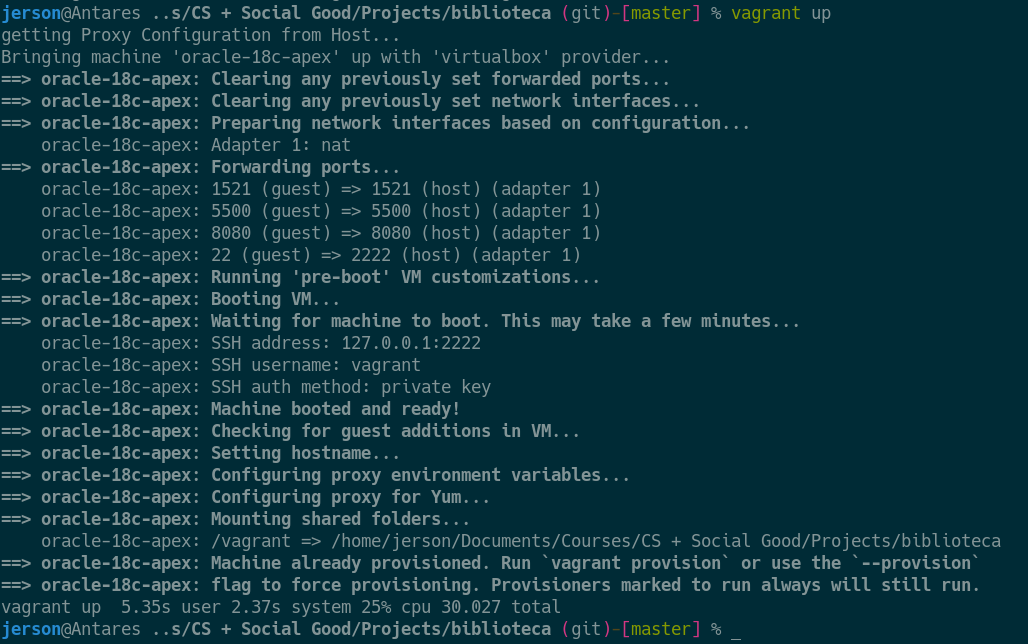 jerson@Antares ..s/CS + Social Good/Projects/biblioteca (git)-[master] % vagrant up
getting Proxy Configuration from Host...
Bringing machine 'oracle-18c-apex' up with 'virtualbox' provider...
==> oracle-18c-apex: Clearing any previously set forwarded ports...
==> oracle-18c-apex: Clearing any previously set network interfaces...
==> oracle-18c-apex: Preparing network interfaces based on configuration...
    oracle-18c-apex: Adapter 1: nat
==> oracle-18c-apex: Forwarding ports...
    oracle-18c-apex: 1521 (guest) => 1521 (host) (adapter 1)
    oracle-18c-apex: 5500 (guest) => 5500 (host) (adapter 1)
    oracle-18c-apex: 8080 (guest) => 8080 (host) (adapter 1)
    oracle-18c-apex: 22 (guest) => 2222 (host) (adapter 1)
==> oracle-18c-apex: Running 'pre-boot' VM customizations...
==> oracle-18c-apex: Booting VM...
==> oracle-18c-apex: Waiting for machine to boot. This may take a few minutes...
    oracle-18c-apex: SSH address: 127.0.0.1:2222
    oracle-18c-apex: SSH username: vagrant
    oracle-18c-apex: SSH auth method: private key
==> oracle-18c-apex: Machine booted and ready!
==> oracle-18c-apex: Checking for guest additions in VM...
==> oracle-18c-apex: Setting hostname...
==> oracle-18c-apex: Configuring proxy environment variables...
==> oracle-18c-apex: Configuring proxy for Yum...
==> oracle-18c-apex: Mounting shared folders...
    oracle-18c-apex: /vagrant => /home/jerson/Documents/Courses/CS + Social Good/Projects/biblioteca
==> oracle-18c-apex: Machine already provisioned. Run `vagrant provision` or use the `--provision`
==> oracle-18c-apex: flag to force provisioning. Provisioners marked to run always will still run.
vagrant up  5.35s user 2.37s system 25% cpu 30.027 total
jerson@Antares ..s/CS + Social Good/Projects/biblioteca (git)-[master] % _